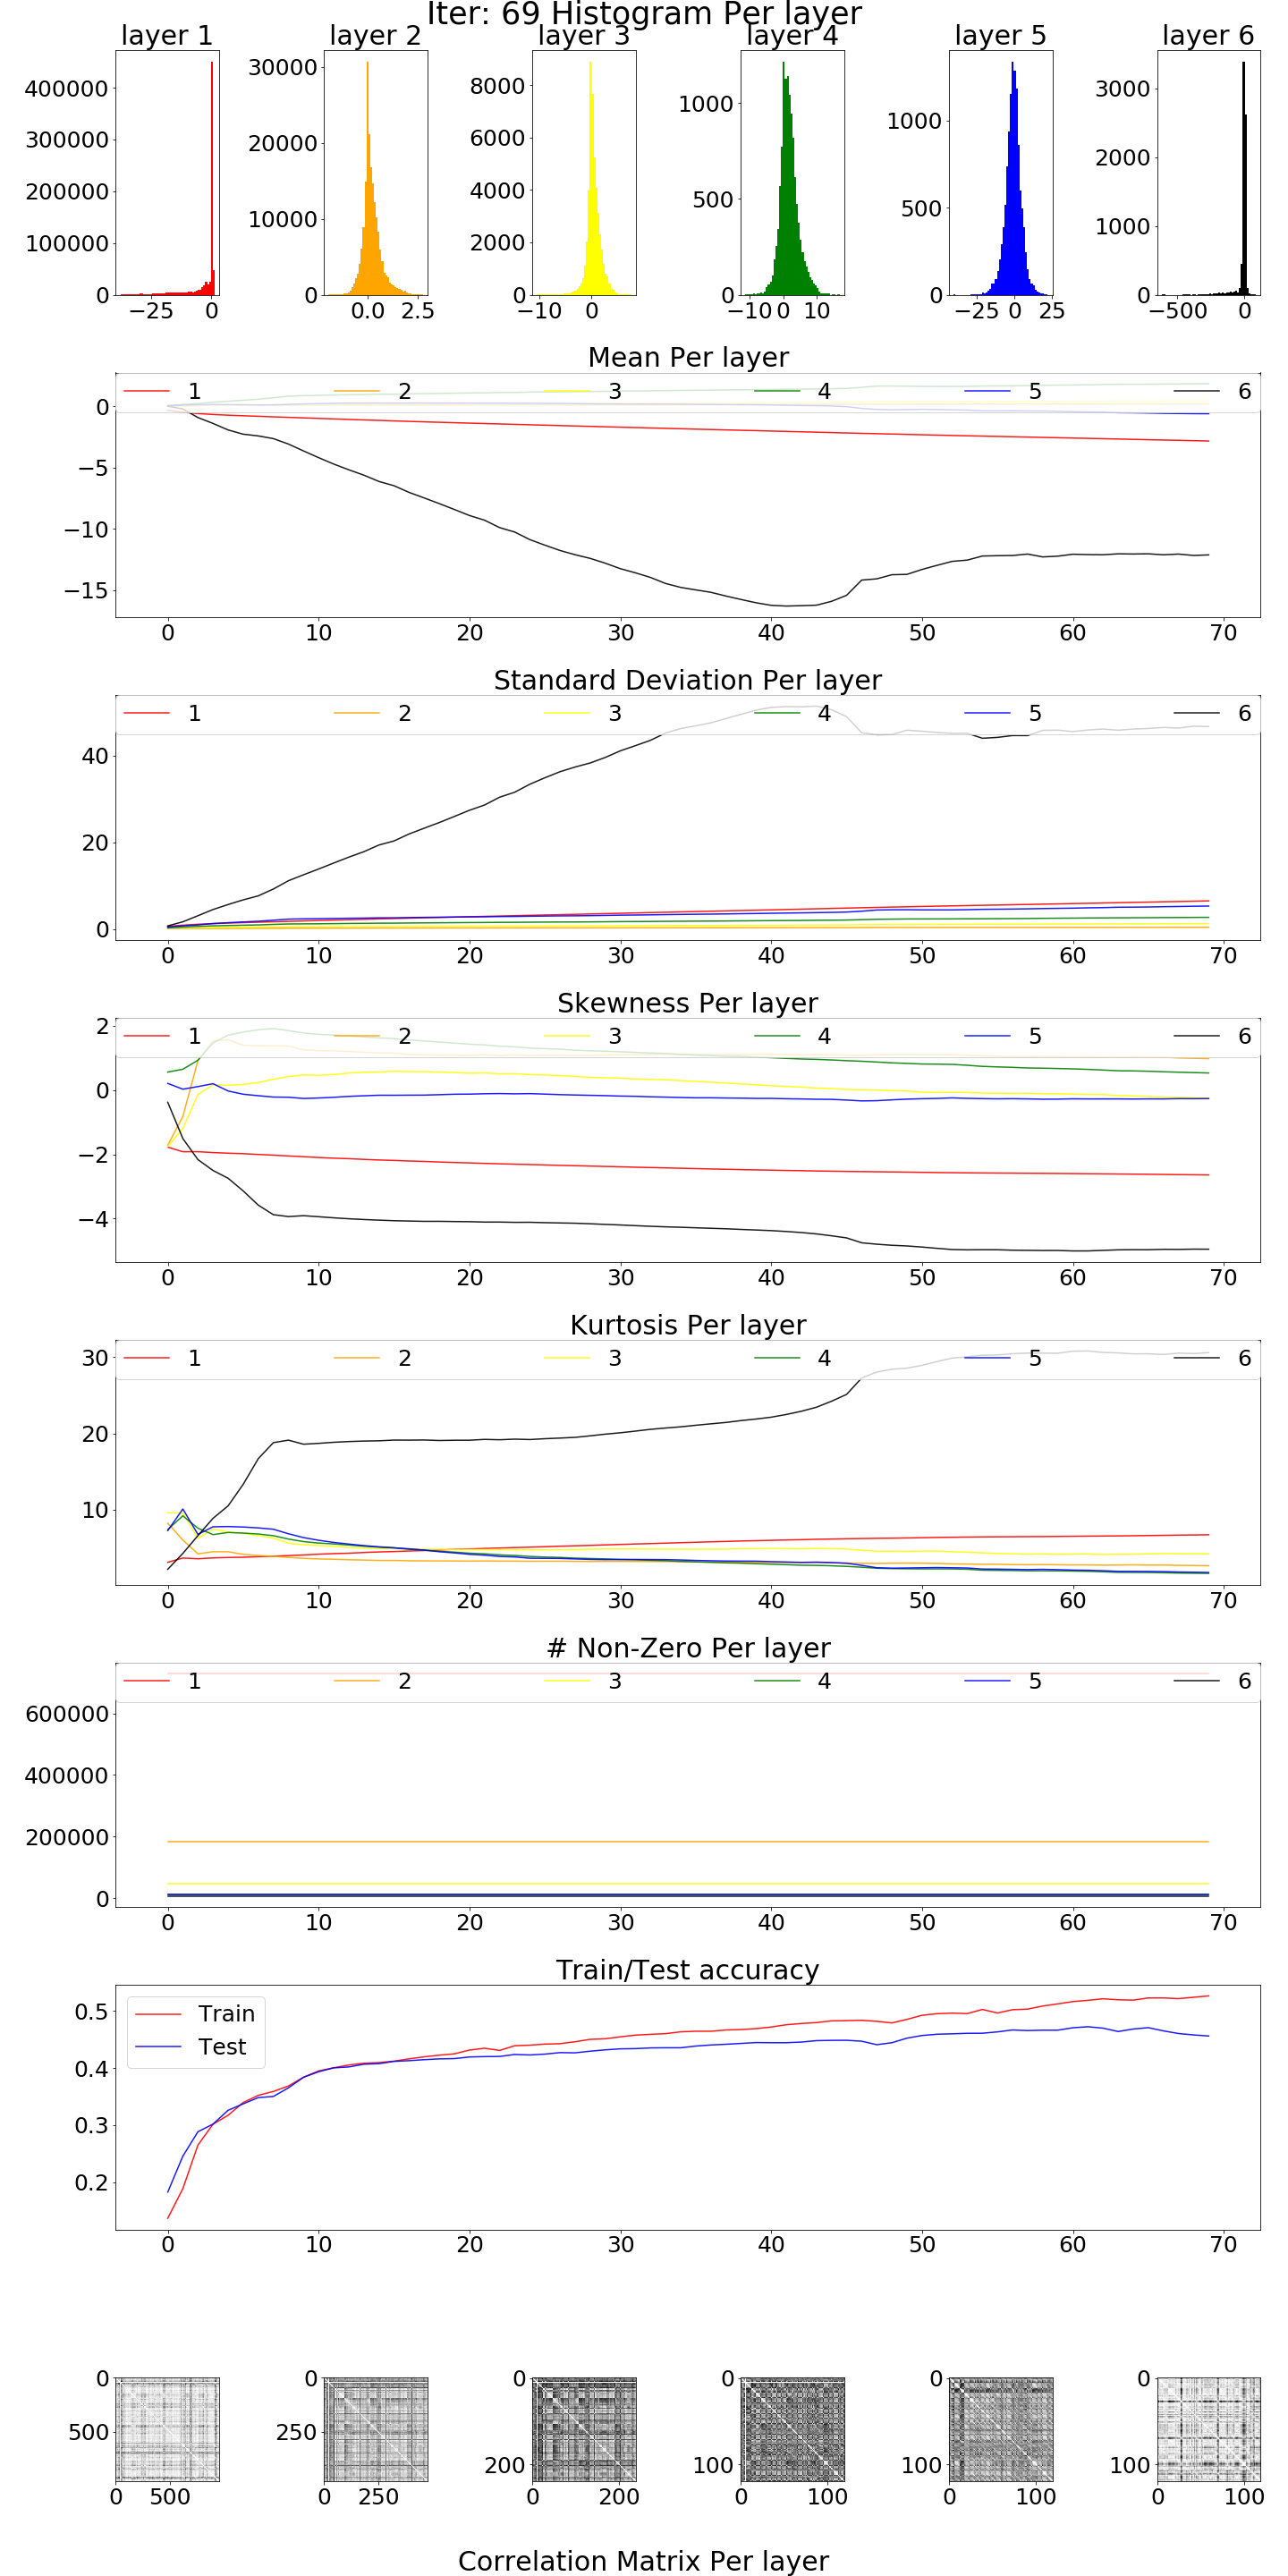 Iter: 69 Histogram Per layer
layer 1 layer 2 layer 3 layer 4 layer 5 layer 6
400000
300000
200000
100000
0
−25 0
30000
20000
10000
0
0.0 2.5
8000
6000
4000
2000
0
−10 0
1000
500
0
−10 0 10
1000
500
0
−25 0 25
3000
2000
1000
0
−500 0
Mean Per layer
1 2 3 4 5 6
0
−5
−10
−15
0 10 20 30 40 50 60 70
Standard Deviation Per layer
1 2 3 4 5 6
40
20
0
0 10 20 30 40 50 60 70
Skewness Per layer
1 2 3 4 5 6
2
0
−2
−4
0 10 20 30 40 50 60 70
Kurtosis Per layer
1 2 3 4 5 6
30
20
10
0 10 20 30 40 50 60 70
# Non-Zero Per layer
1 2 3 4 5 6
600000
400000
200000
0
0 10 20 30 40 50 60 70
Train/Test accuracy
Train
Test
0.5
0.4
0.3
0.2
0 10 20 30 40 50 60 70
0
500
0 500
0
250
0 250
0
200
0 200
0
100
0 100
0
100
0 100
0
100
0 100
Correlation Matrix Per layer